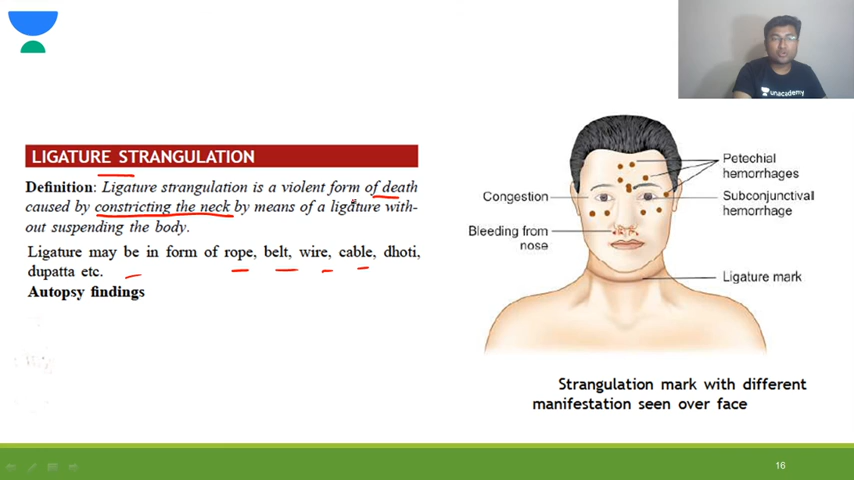 unacademy
LIGATURE STRANGULATION
Definition: Ligature strangulation is a violent form of death
caused by constricting the neck by means of a ligature with-
out suspending the body.
Ligature may be in form of rope, belt, wire, cable, dhoti,
dupatta etc.
Autopsy findings
Petechial
hemorrhages
Congestion
Subconjunctival
hemorrhage
Bleeding from
nose
Ligature mark
Strangulation mark with different
manifestation seen over face
16